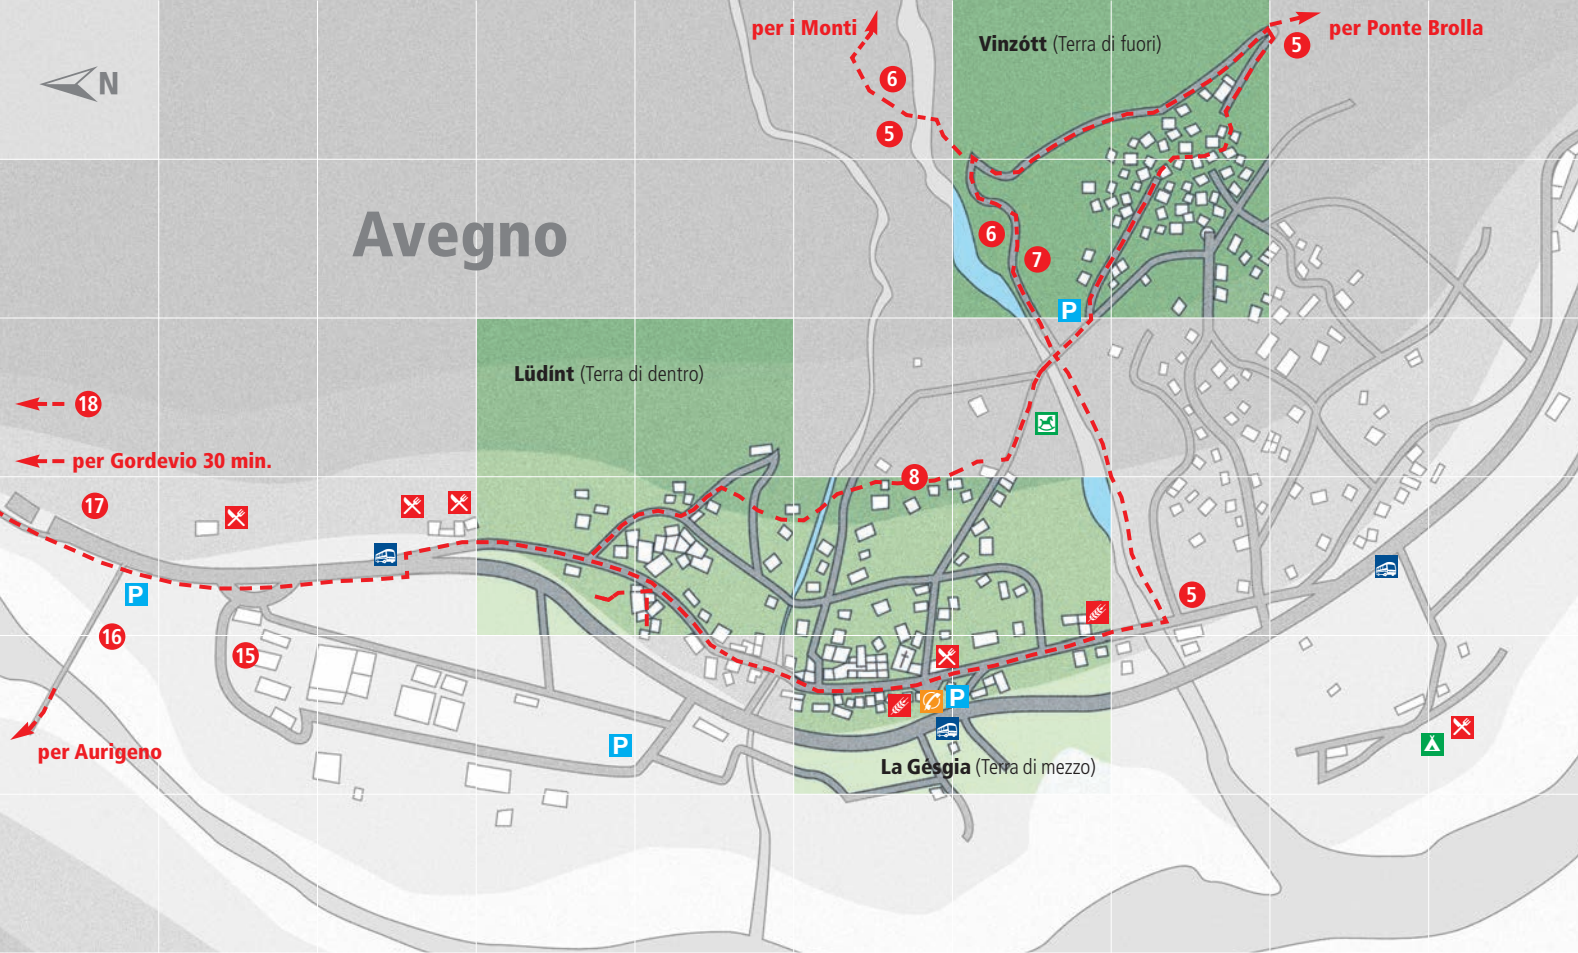 per i Monti
Vinzótt (Terra di fuori)
per Ponte Brolla
5
N
6
5
Avegno
6
7
P
Lüdínt (Terra di dentro)
18
per Gordevio 30 min.
8
17
P
5
16
15
P
per Aurigeno
P
La Gésgia (Terra di mezzo)